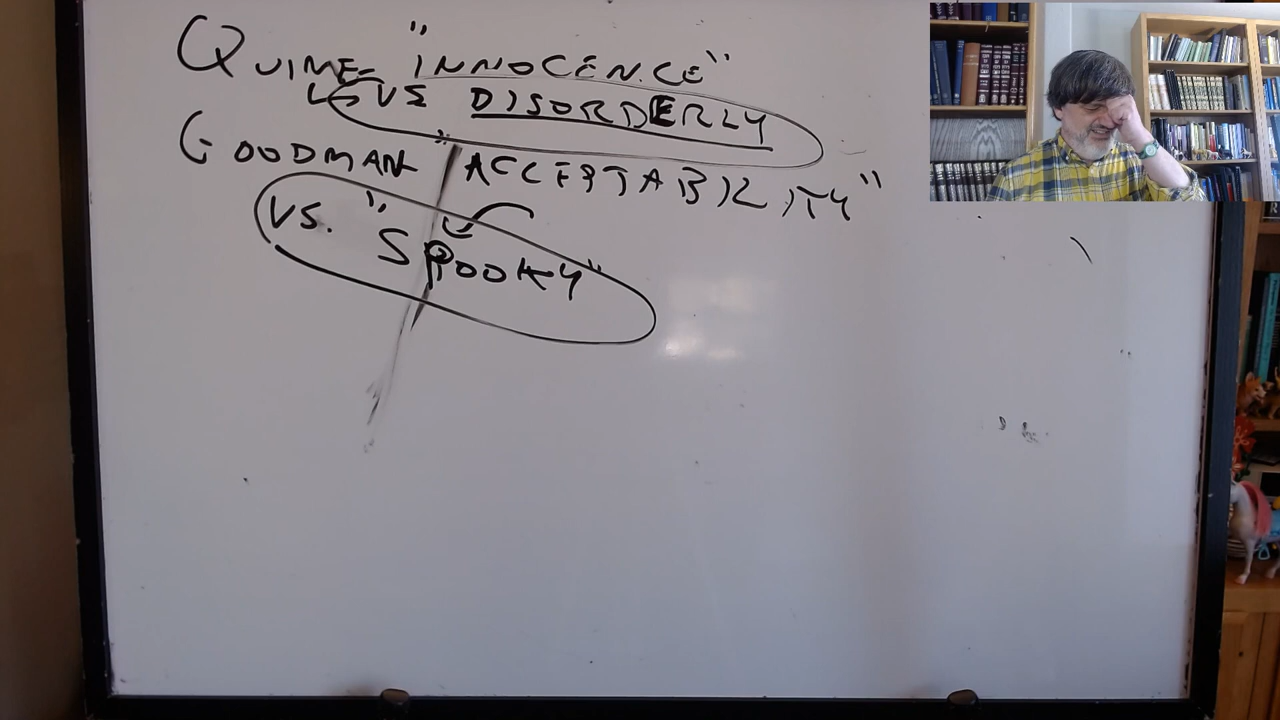 QUINE "INNOCENCE"
VS DISORDERLY
GOODMAN "ACCEPTABILITY"
VS. "SPOOKY"